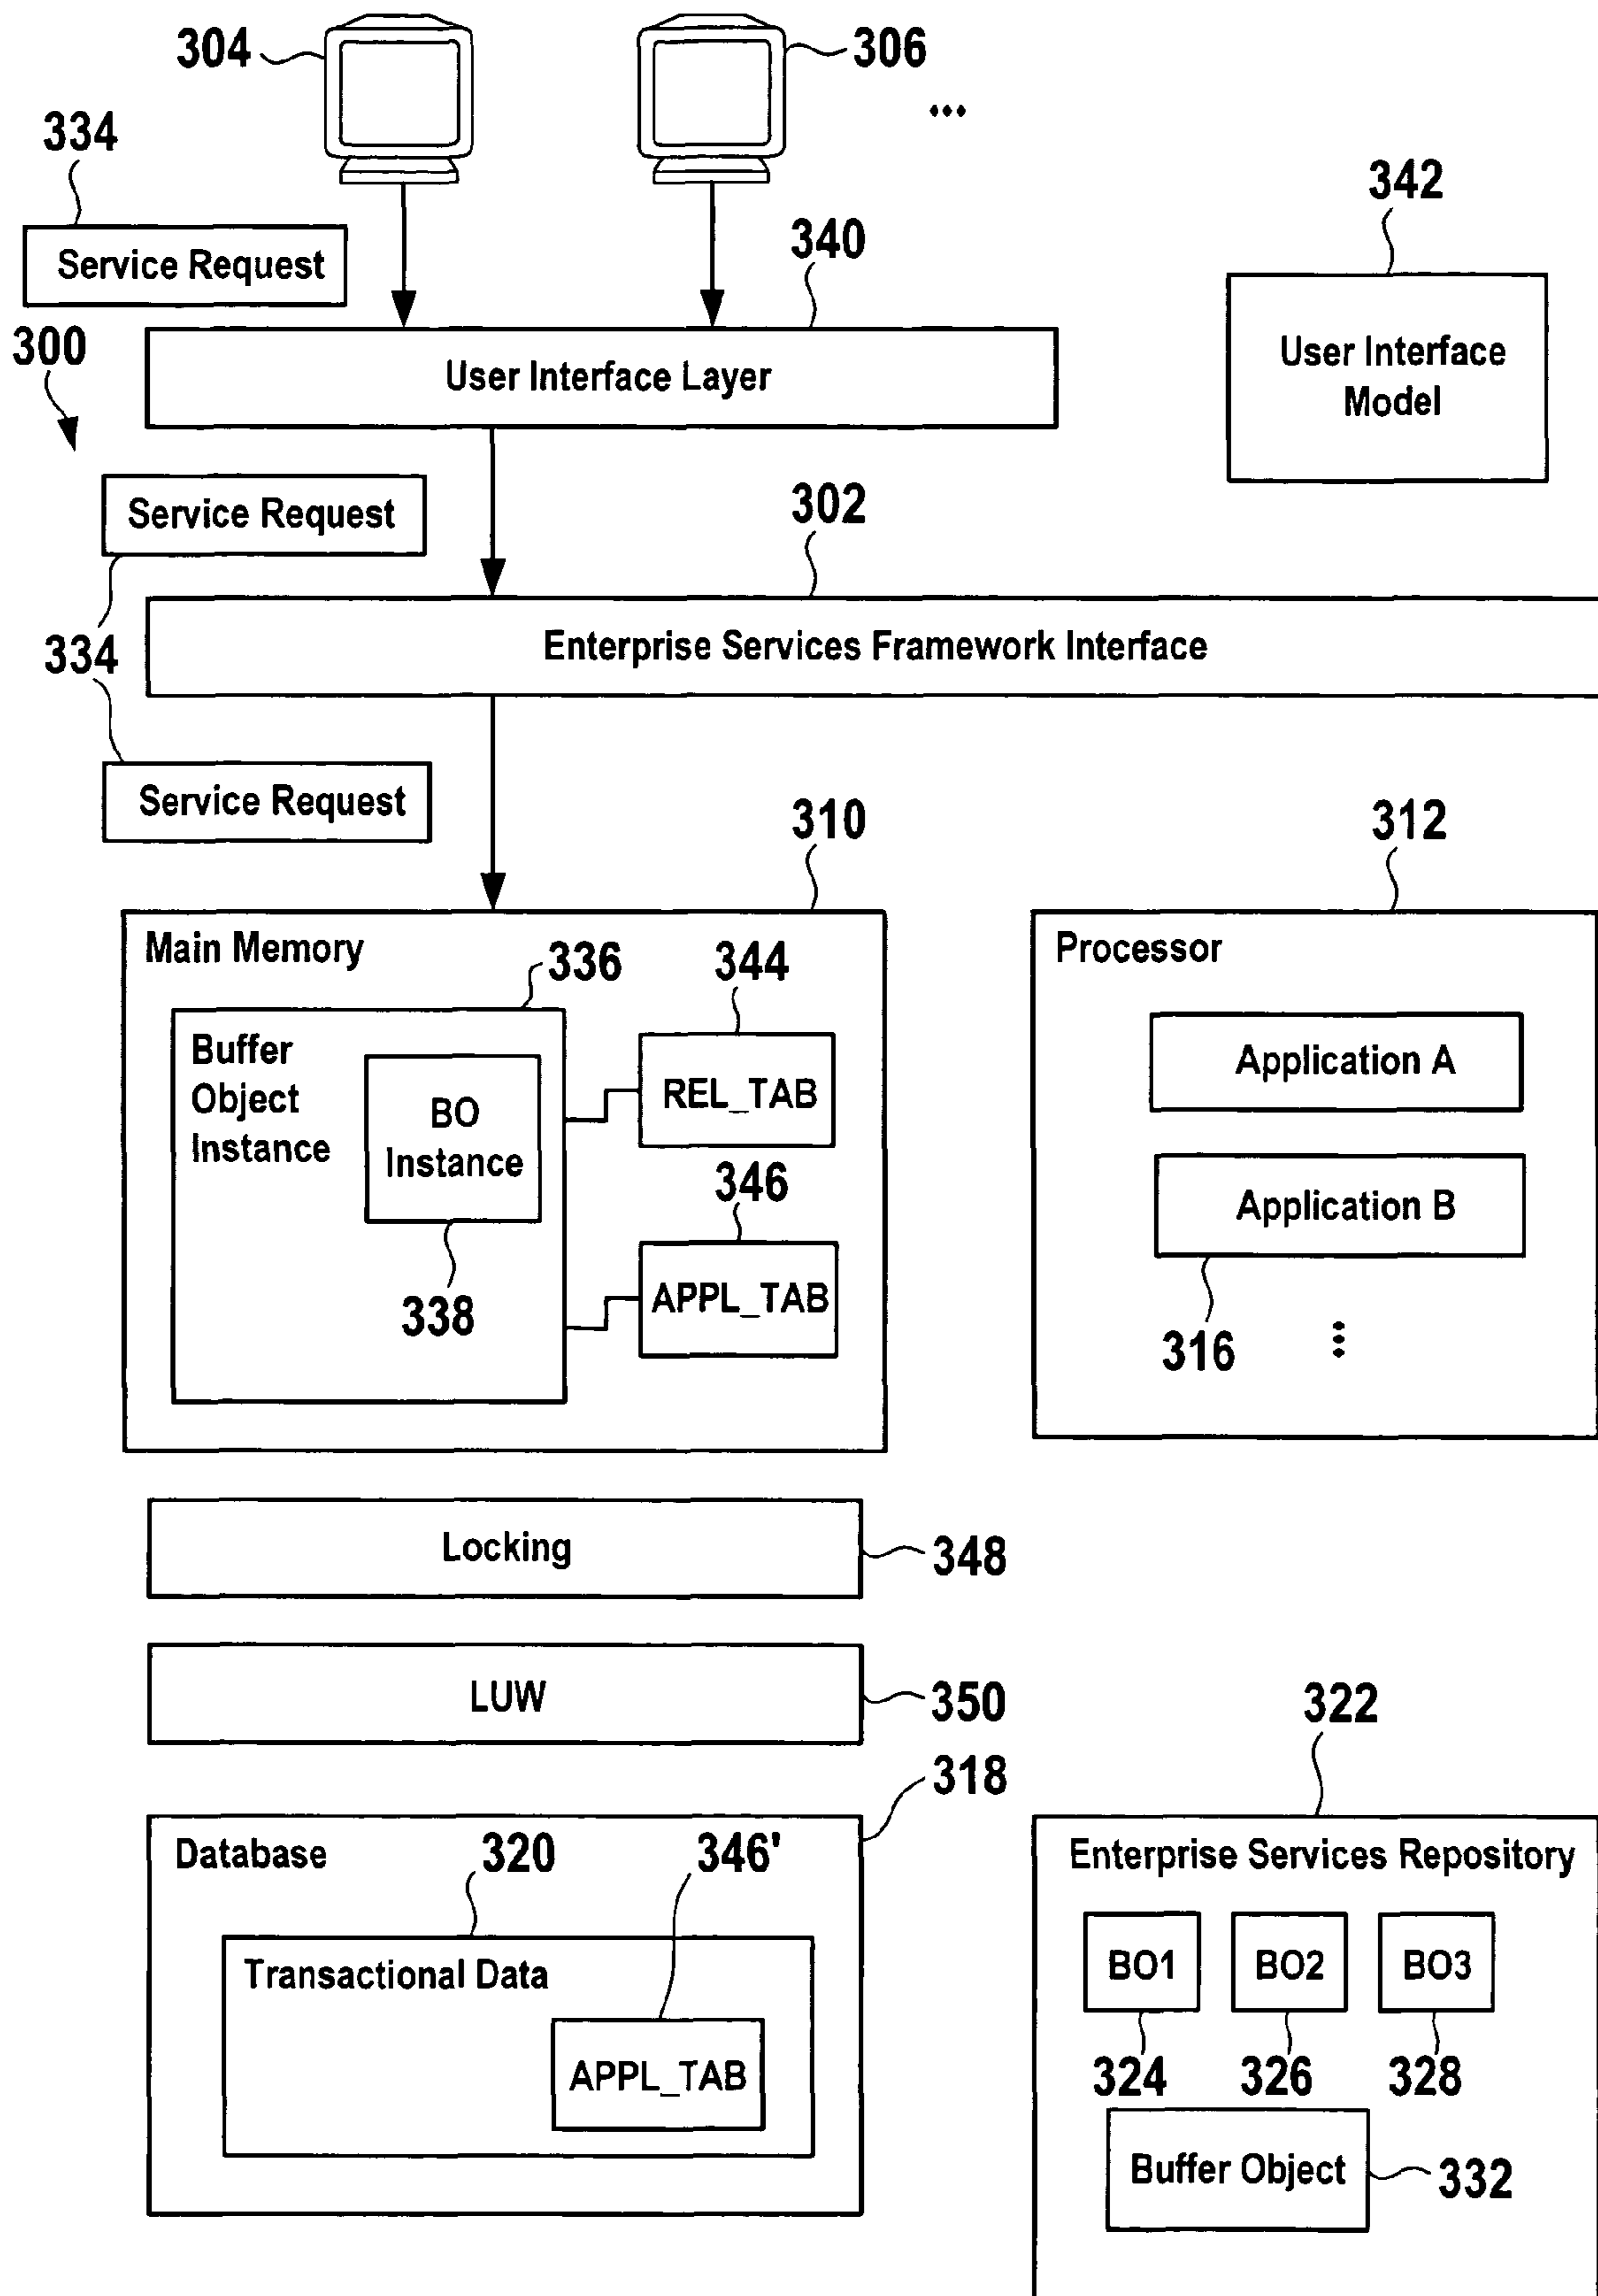 304
306
...
334
342
Service Request
340
300
User Interface Layer
User Interface
Model
Service Request
302
334
Enterprise Services Framework Interface
Service Request
310
312
Main Memory
336
344
Processor
Buffer
Object
Instance
BO
Instance
REL_TAB
Application A
346
Application B
338
APPL_TAB
316
...
Locking
348
LUW
350
322
318
Database
320
346'
Enterprise Services Repository
Transactional Data
BO1
BO2
BO3
APPL_TAB
324
326
328
Buffer Object
332